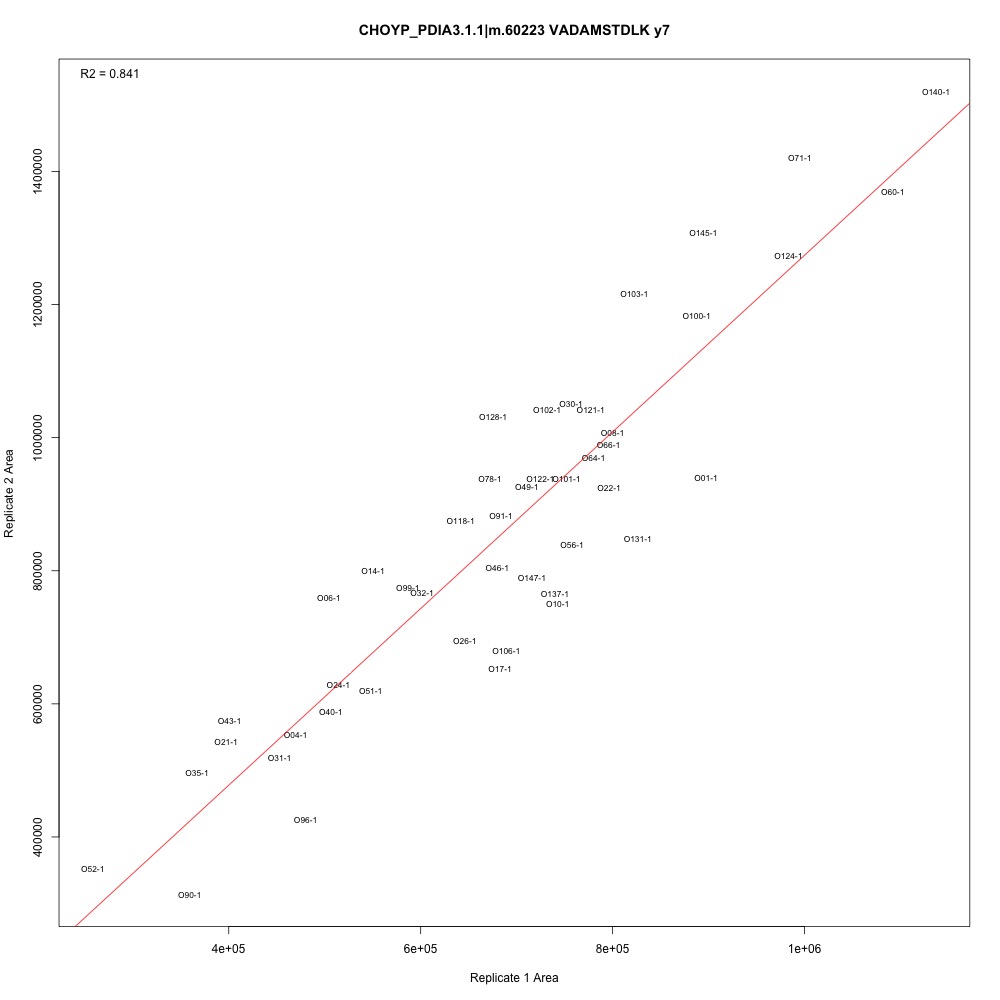 CHOYP_PDIA3.1.1|m.60223 VADAMSTDLK y7
R2 = 0.841
O140-1
O71-1
O60-1
O145-1
O124-1
O103-1
O100-1
O30-1
O102-1
O121-1
O128-1
O08-1
O66-1
O64-1
O78-1
O122-1
O101-1
O01-1
O49-1
O22-1
O91-1
O118-1
O131-1
O56-1
O14-1
O46-1
O147-1
O99-1
O32-1
O06-1
O137-1
O10-1
O26-1
O106-1
O17-1
O24-1
O51-1
O40-1
O43-1
O04-1
O21-1
O31-1
O35-1
O96-1
O52-1
O90-1
1400000
1200000
1000000
800000
600000
400000
Replicate 2 Area
4e+05 6e+05 8e+05 1e+06
Replicate 1 Area